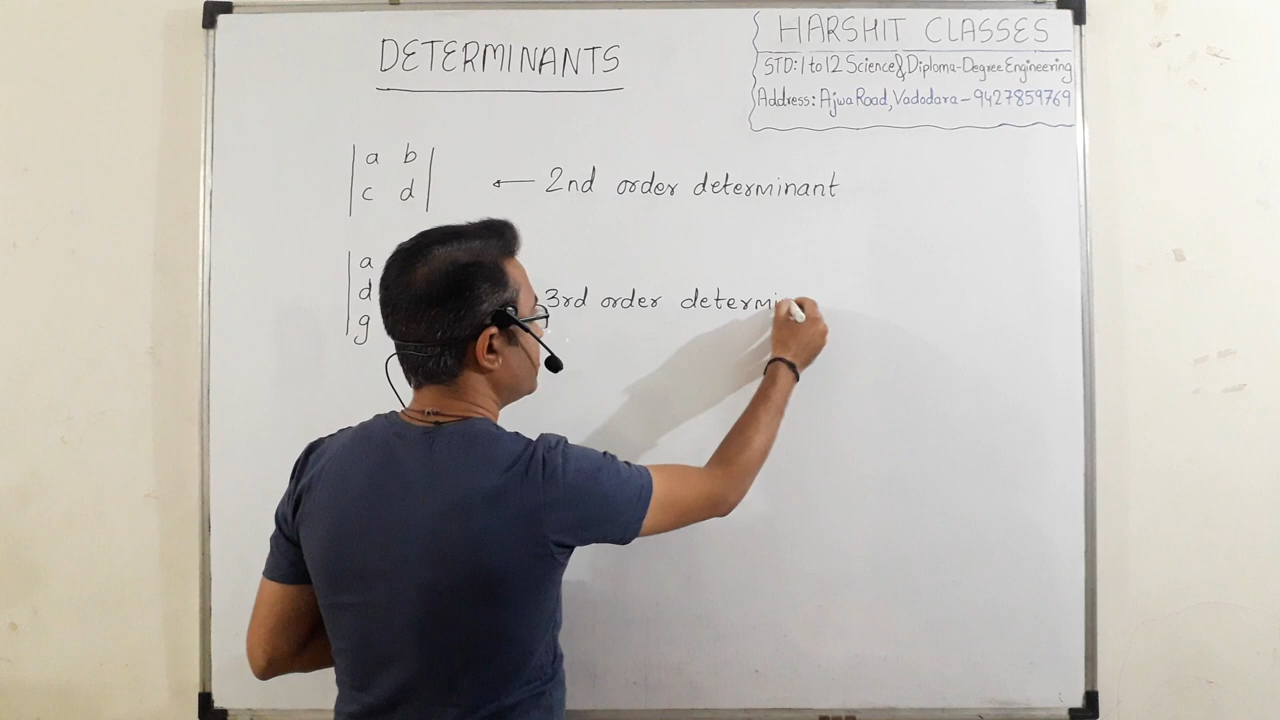 DETERMINANTS
HARSHIT CLASSES
STD: 1 to 12 Science & Diploma-Degree Engineering
Address: Ajwa Road, Vadodara - 9427859769
a b
c d
← 2nd order determinant
a
d
g
3rd order determi